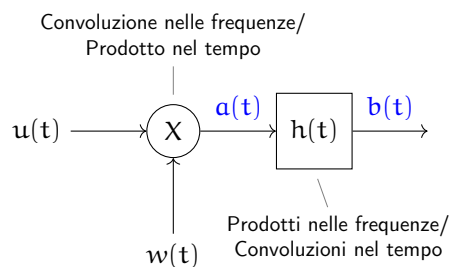 Convoluzione nelle frequenze/
Prodotto nel tempo
a(t)
b(t)
u(t)
X
h(t)
Prodotti nelle frequenze/
Convoluzioni nel tempo
w(t)